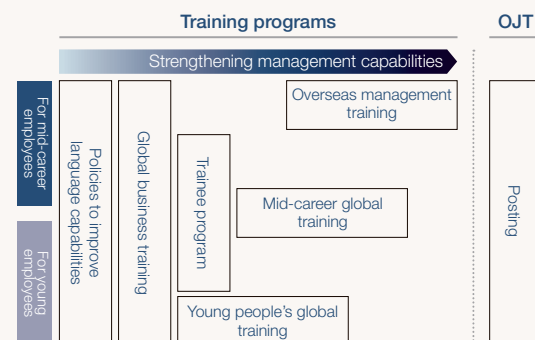 Training programs
OJT
Strengthening management capabilities
For mid-career
employees
For young
employees
Policies to improve
language capabilities
Global business training
Trainee program
Overseas management
training
Mid-career global
training
Young people's global
training
Posting